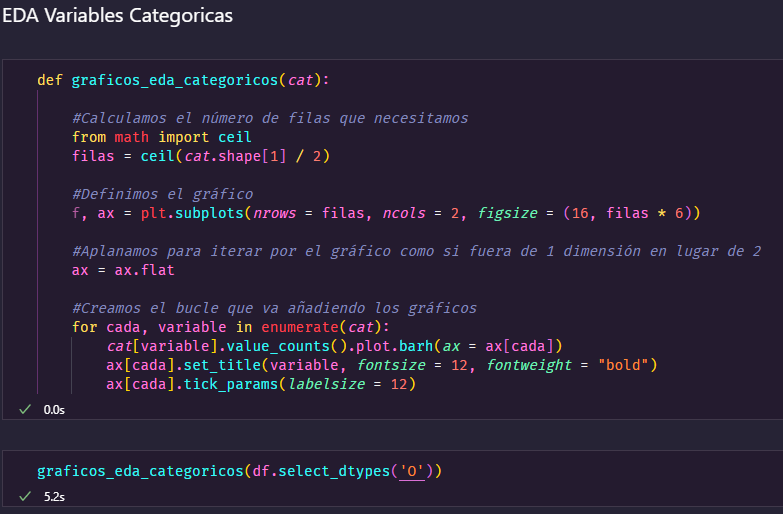 EDA Variables Categoricas
def graficos_eda_categoricos(cat):
#Calculamos el número de filas que necesitamos
from math import ceil
filas = ceil(cat.shape[1] / 2)
#Definimos el gráfico
f, ax = plt.subplots(nrows = filas, ncols = 2, figsize = (16, filas * 6))
#Aplanamos para iterar por el gráfico como si fuera de 1 dimensión en lugar de 2
ax = ax.flat
#Creamos el bucle que va añadiendo los gráficos
for cada, variable in enumerate(cat):
cat[variable].value_counts().plot.barh(ax = ax[cada])
ax[cada].set_title(variable, fontsize = 12, fontweight = "bold")
ax[cada].tick_params(labelsize = 12)
0.0s
graficos_eda_categoricos(df.select_dtypes('O'))
5.2s